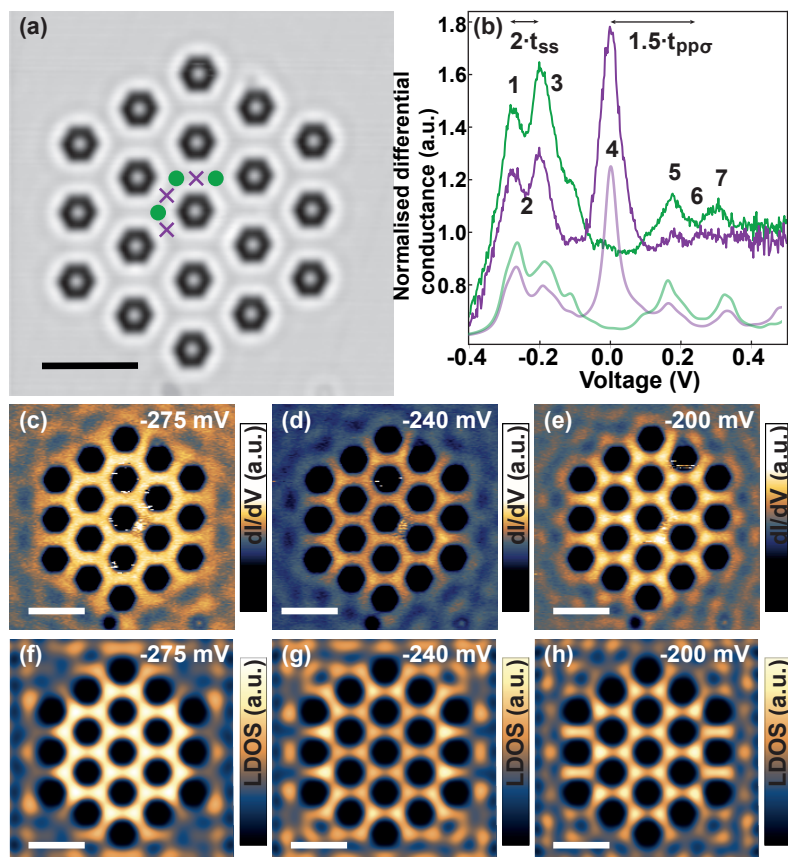 (a)
(b)
2·tss
1.5·tppσ
1
3
2
4
5
6
7
1.8
1.6
1.4
1.2
1.0
0.8
Normalised differential
conductance (a.u.)
-0.4
-0.2
0.0
0.2
0.4
Voltage (V)
(c)
-275 mV
dI/dV (a.u.)
(d)
-240 mV
dI/dV (a.u.)
(e)
-200 mV
dI/dV (a.u.)
(f)
-275 mV
LDOS (a.u.)
(g)
-240 mV
LDOS (a.u.)
(h)
-200 mV
LDOS (a.u.)